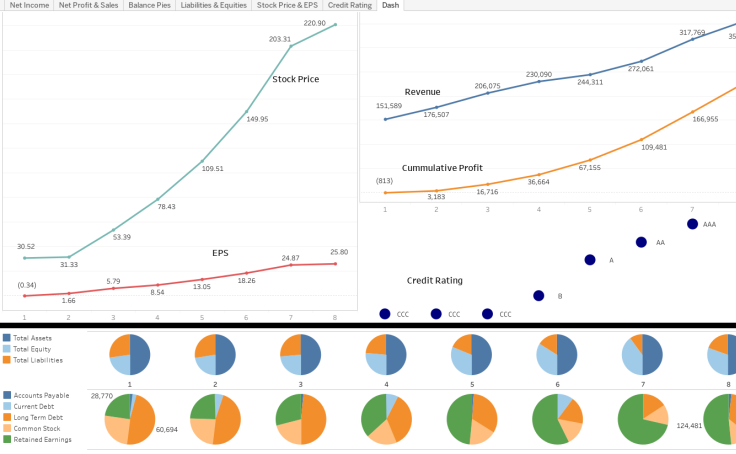 Net Income Net Profit & Sales Balance Pies Liabilities & Equities Stock Price & EPS Credit Rating Dash
220.90
203.31
Stock Price
149.95
109.51
78.43
53.39
30.52
31.33
EPS
25.80
24.87
18.26
13.05
8.54
5.79
1.66
(0.34)
1 2 3 4 5 6 7 8
317,769
35
272,061
244,311
230,090
206,075
Revenue
176,507
151,589
166,955
109,481
67,155
Cummulative Profit
36,664
16,716
3,183
(813)
1 2 3 4 5 6 7
AAA
AA
A
Credit Rating
B
CCC CCC CCC
Total Assets
Total Equity
Total Liabilities
1 2 3 4 5 6 7 8
Accounts Payable
Current Debt
Long Term Debt
Common Stock
Retained Earnings
28,770
60,694
124,481